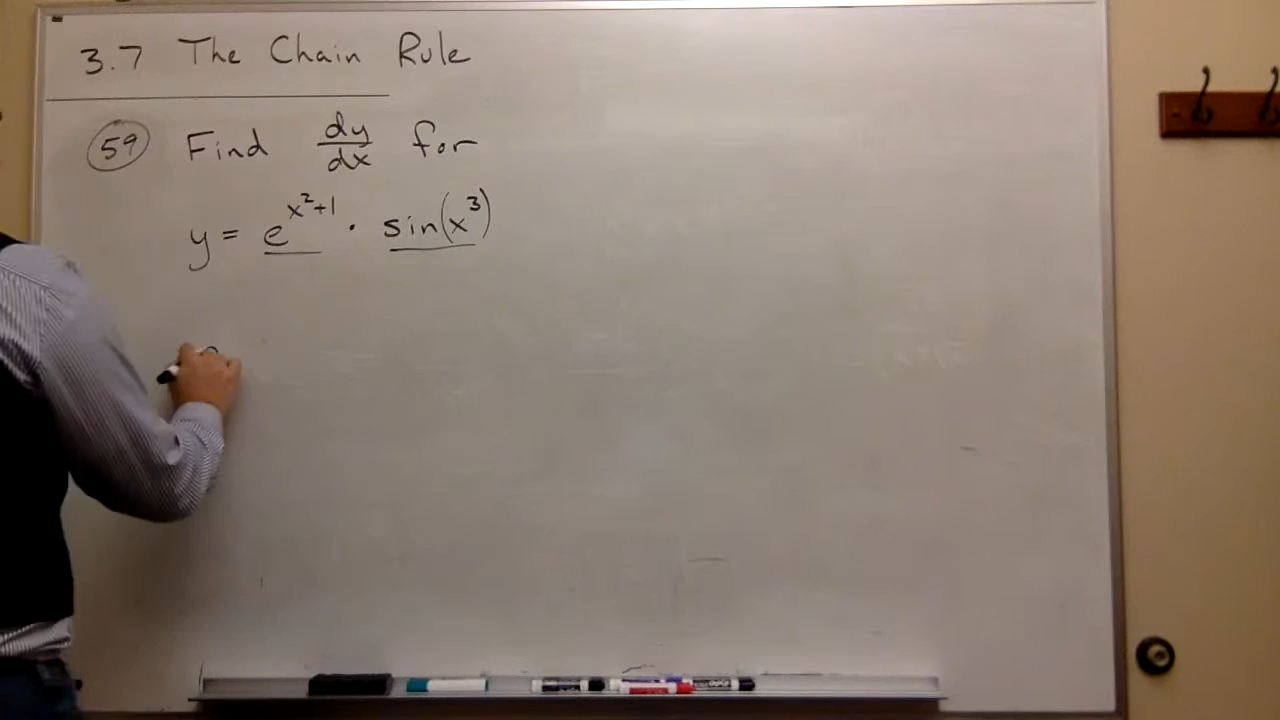 3.7 The Chain Rule
59 Find dy/dx for
y = e^{x²+1} · sin(x³)